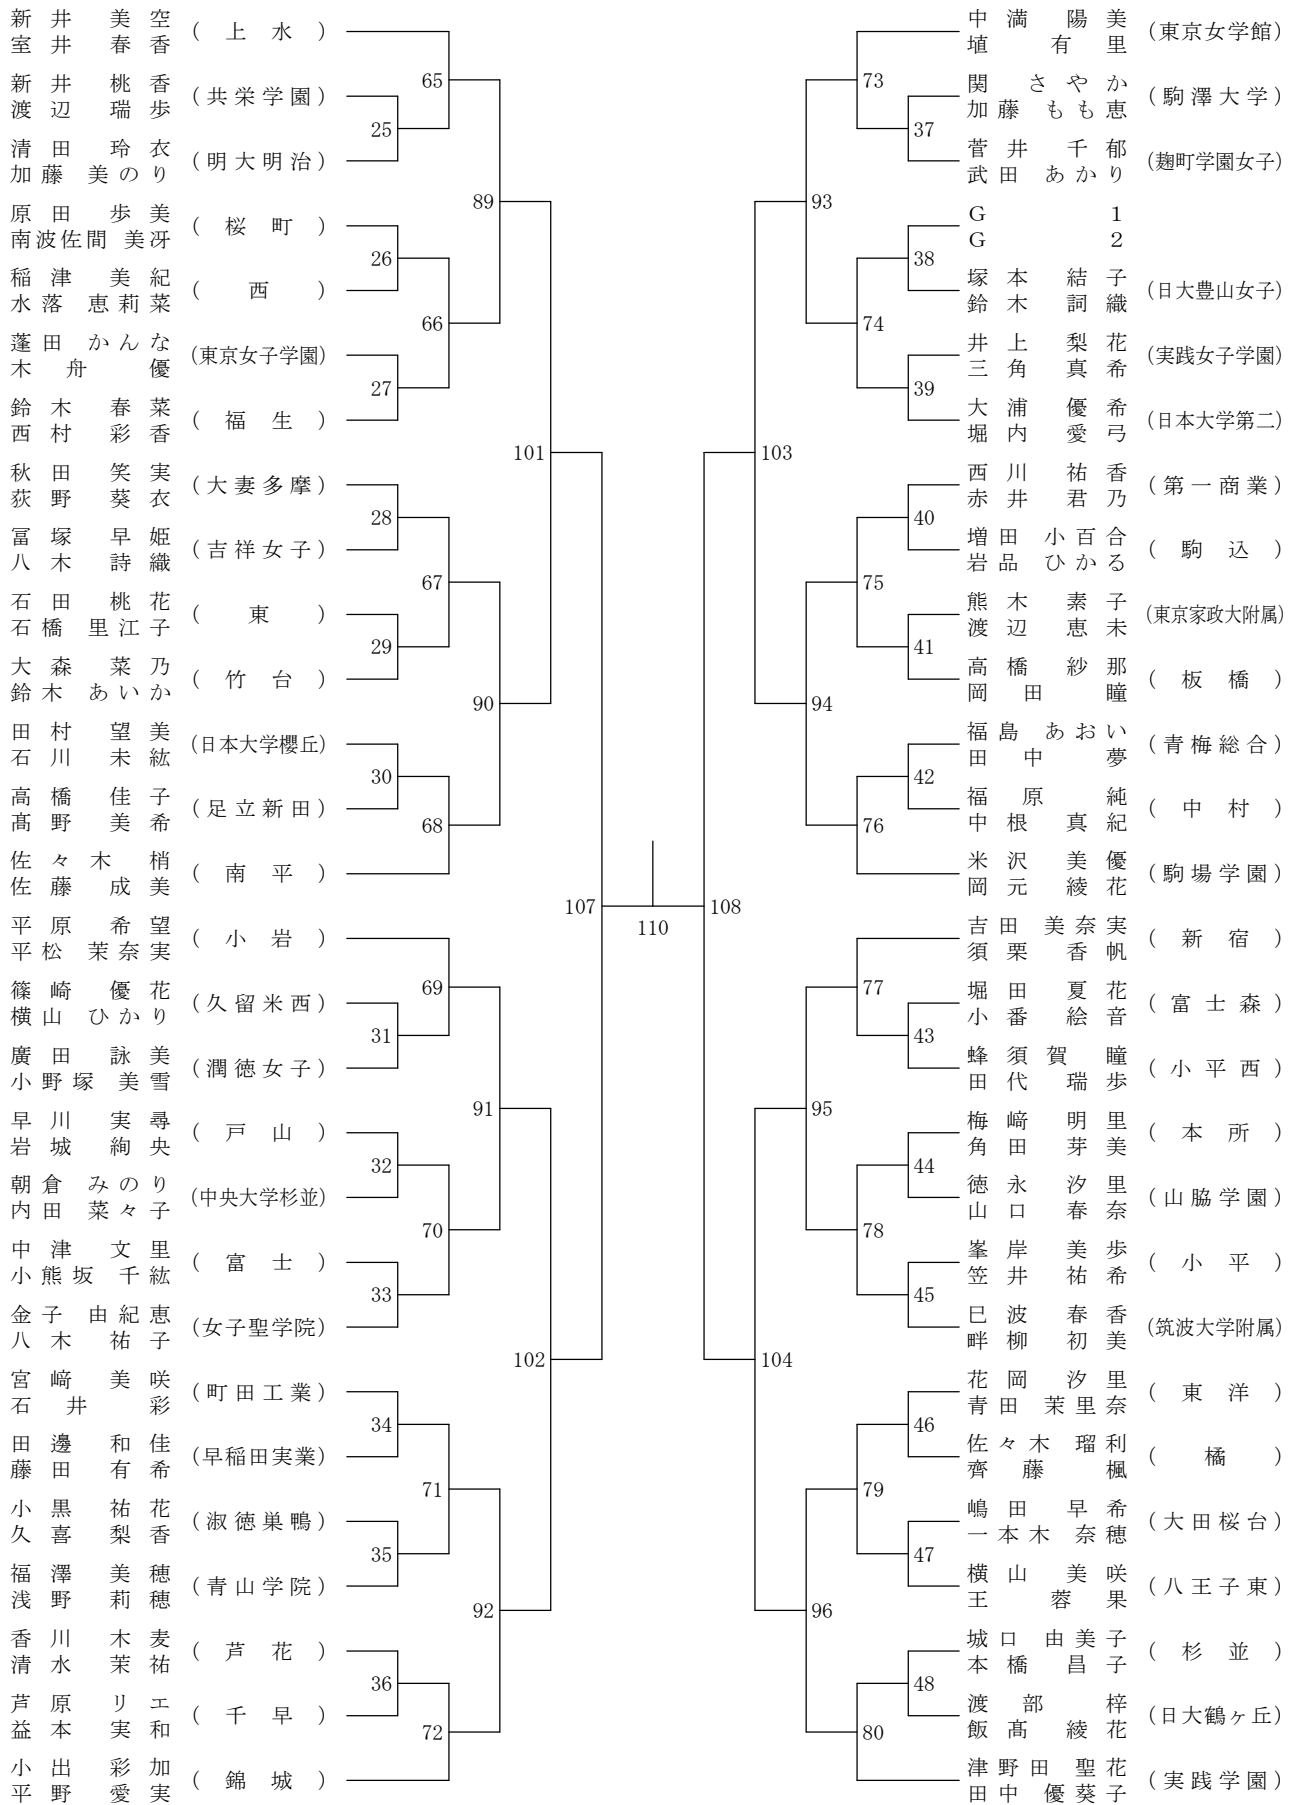 新井 美空
室井 春香
(上水)
新井 桃香
渡辺 瑞歩
(共栄学園)
清田 玲衣
加藤 美のり
(明大明治)
原田 歩美
南波佐間 美冴
(桜町)
稲津 美紀
水落 恵莉菜
(西)
蓬田 かんな
木舟 優
(東京女子学園)
鈴木 春菜
西村 彩香
(福生)
秋田 笑実
荻野 葵衣
(大妻多摩)
冨塚 早姫
八木 詩織
(吉祥女子)
石田 桃花
石橋 里江子
(東)
大森 菜乃
鈴木 あいか
(竹台)
田村 望美
石川 未紘
(日本大学櫻丘)
高橋 佳子
髙野 美希
(足立新田)
佐々木 梢
佐藤 成美
(南平)
平原 希望
平松 茉奈実
(小岩)
篠崎 優花
横山 ひかり
(久留米西)
廣田 詠美
小野塚 美雪
(潤徳女子)
早川 実尋
岩城 絢央
(戸山)
朝倉 みのり
内田 菜々子
(中央大学杉並)
中津 文里
小熊坂 千紘
(富士)
金子 由紀恵
八木 祐子
(女子聖学院)
宮﨑 美咲
石井 彩
(町田工業)
田邊 和佳
藤田 有希
(早稲田実業)
小黒 祐花
久喜 梨香
(淑徳巣鴨)
福澤 美穂
浅野 莉穂
(青山学院)
香川 木麦
清水 茉祐
(芦花)
芦原 リエ
益本 実和
(千早)
小出 彩加
平野 愛実
(錦城)
25
26
27
28
29
30
31
32
33
34
35
36
65
66
67
68
69
70
71
72
89
90
91
92
101
102
107
110
108
103
104
93
94
95
96
73
74
75
76
77
78
79
80
37
38
39
40
41
42
43
44
45
46
47
48
中満 陽美
埴 有里
(東京女学館)
関 さやか
加藤 もも恵
(駒澤大学)
菅井 千郁
武田 あかり
(麹町学園女子)
G 1
G 2
塚本 結子
鈴木 詞織
(日大豊山女子)
井上 梨花
三角 真希
(実践女子学園)
大浦 優希
堀内 愛弓
(日本大学第二)
西川 祐香
赤井 君乃
(第一商業)
増田 小百合
岩品 ひかる
(駒込)
熊木 素子
渡辺 恵未
(東京家政大附属)
高橋 紗那
岡田 瞳
(板橋)
福島 あおい
田中 夢
(青梅総合)
福原 純
中根 真紀
(中村)
米沢 美優
岡元 綾花
(駒場学園)
吉田 美奈実
須栗 香帆
(新宿)
堀田 夏花
小番 絵音
(富士森)
蜂須賀 瞳
田代 瑞歩
(小平西)
梅﨑 明里
角田 芽美
(本所)
徳永 汐里
山口 春奈
(山脇学園)
峯岸 美歩
笠井 祐希
(小平)
巳波 春香
畔柳 初美
(筑波大学附属)
花岡 汐里
青田 茉里奈
(東洋)
佐々木 瑠利
齊藤 楓
(橘)
嶋田 早希
一本木 奈穂
(大田桜台)
横山 美咲
王 蓉果
(八王子東)
城口 由美子
本橋 昌子
(杉並)
渡部 梓
飯髙 綾花
(日大鶴ヶ丘)
津野田 聖花
田中 優葵子
(実践学園)